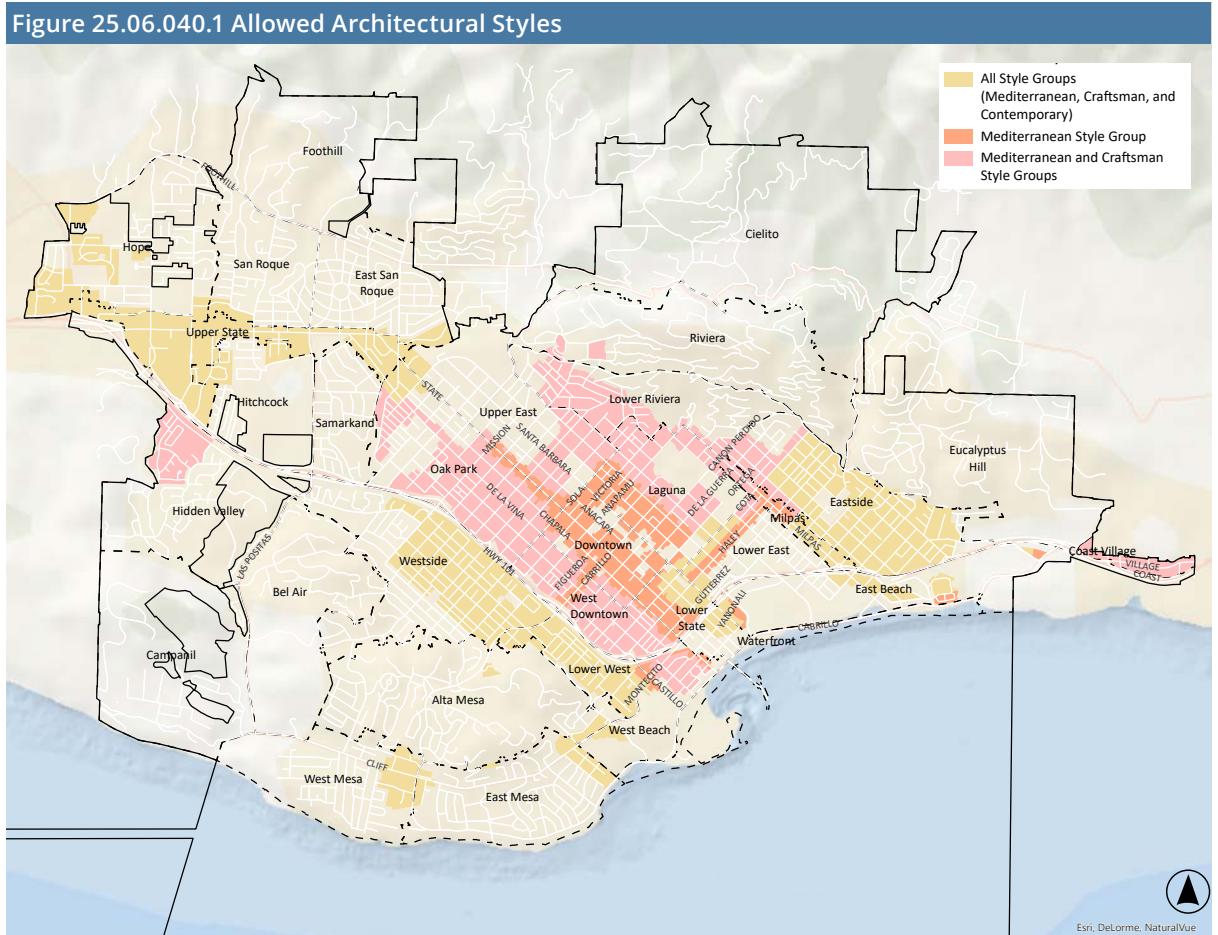 Figure 25.06.040.1 Allowed Architectural Styles
All Style Groups
(Mediterranean, Craftsman, and
Contemporary)
Mediterranean Style Group
Mediterranean and Craftsman
Style Groups
Foothill
FOOTHILL
Cielito
Hope
San Roque
East San
Roque
Upper State
Riviera
STATE
Hitchcock
Samarkand
Upper East
Lower Riviera
MISSION
SANTA BARBARA
CANON PERDIDO
Eucalyptus
Hill
Oak Park
SOLA
VICTORIA
ANAPAMU
Laguna
DE LA GUERRA
ORTEGA
COTA
Eastside
DE LA VINA
CHAPALA
ANACAPA
Milpas
MILPAS
Hidden Valley
LAS POSITAS
Downtown
HALEY
Lower East
Coast Village
VILLAGE
COAST
Westside
HWY 101
FIGUEROA
CARRILLO
GUTIERREZ
Bel Air
East Beach
West
Downtown
Lower
State
YANONALI
CABRILLO
Waterfront
Campanil
Lower West
MONTECITO
CASTILLO
Alta Mesa
West Beach
CLIFF
West Mesa
East Mesa
Esri, DeLorme, NaturalVue